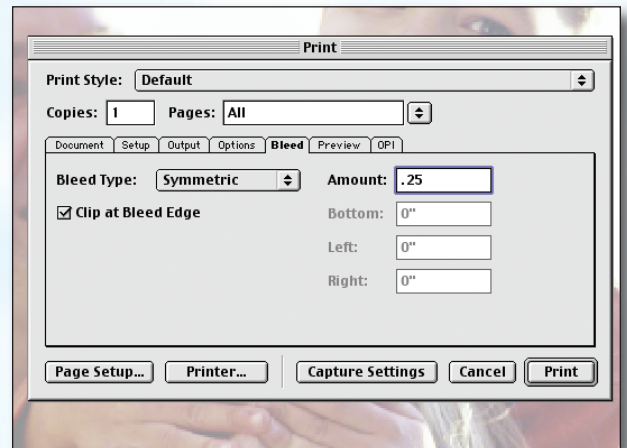 Print
Print Style: Default
Copies: 1 Pages: All
Document Setup Output Options Bleed Preview OPI
Bleed Type: Symmetric Amount: .25
Clip at Bleed Edge Bottom: 0"
Left: 0"
Right: 0"
Page Setup... Printer... Capture Settings Cancel Print